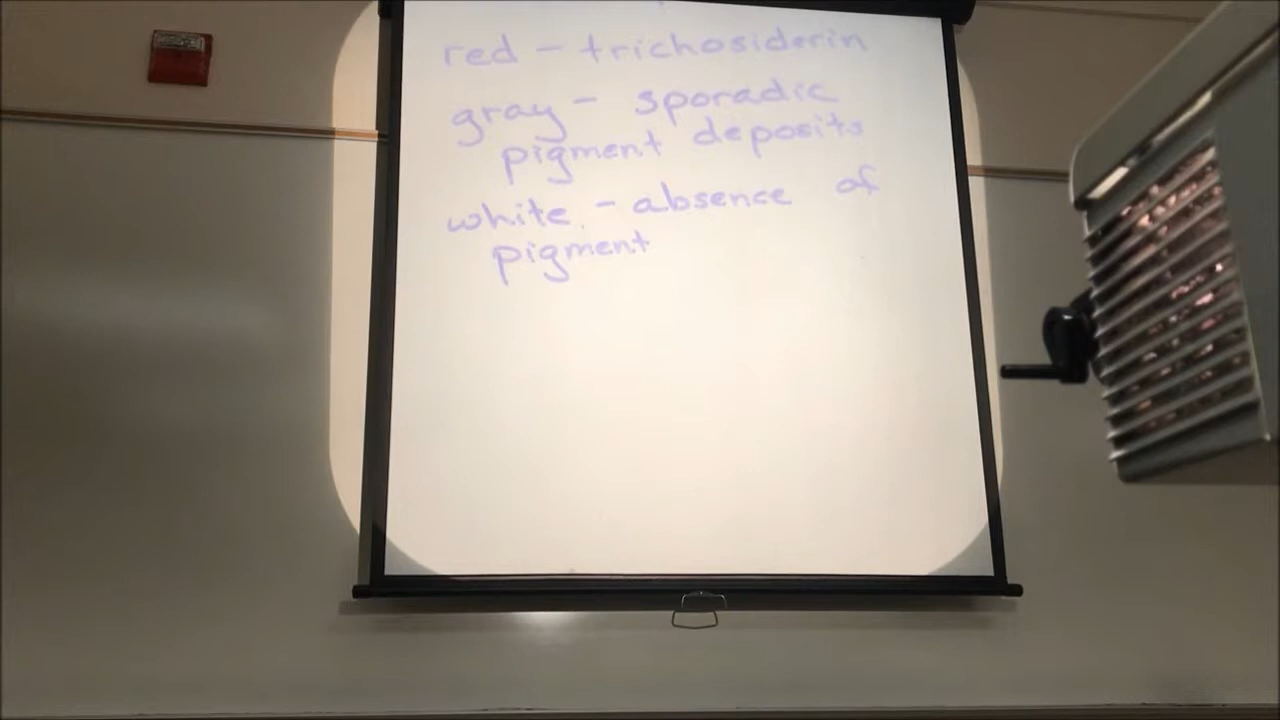 red - trichosiderin
gray - sporadic
pigment deposits
white - absence of
pigment